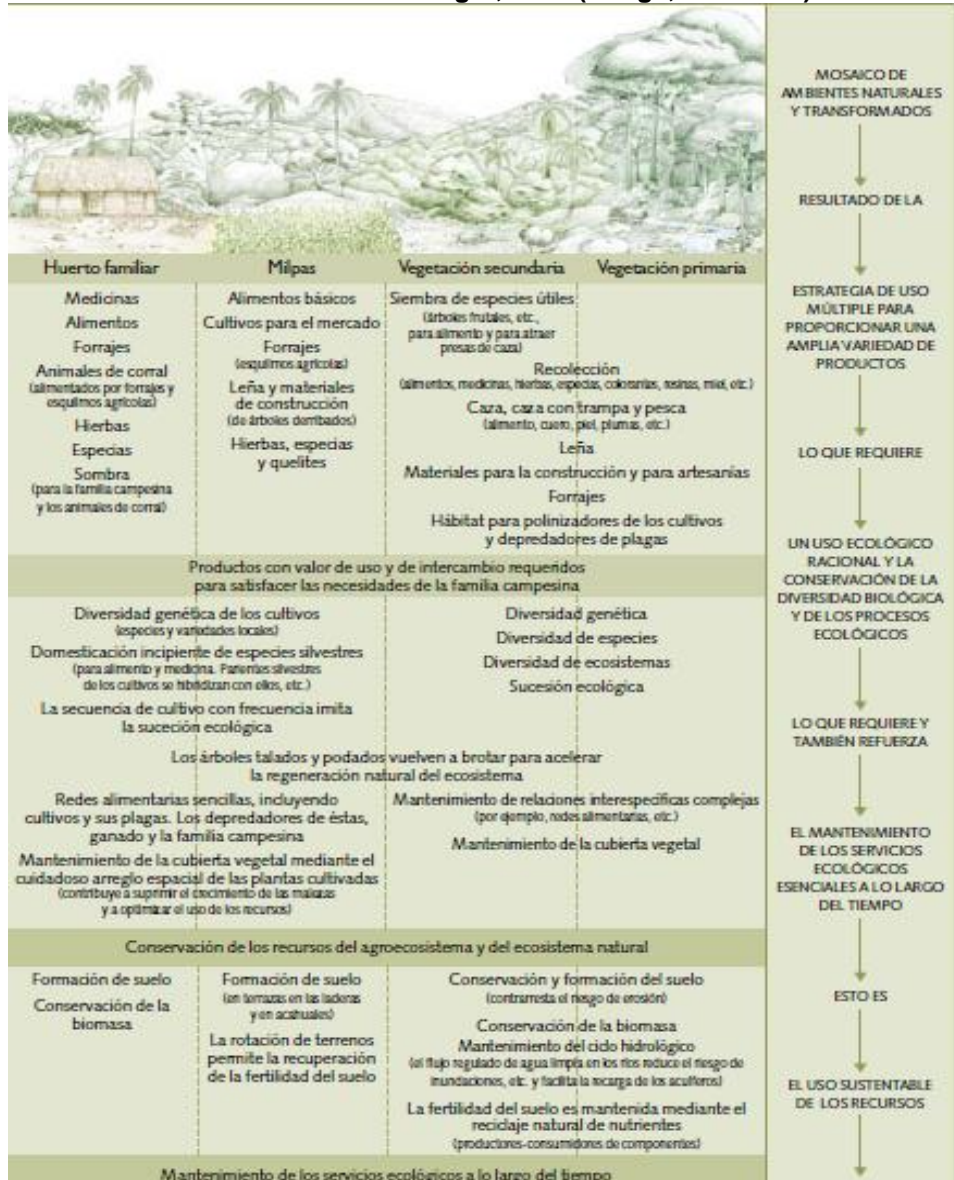 Huerto familiar
Milpas
Vegetación secundaria
Vegetación primaria
Medicinas
Alimentos
Forrajes
Animales de corral
(alimentados por forrajes y
esquilmos agrícolas)
Hierbas
Especias
Sombra
(para la familia campesina
y los animales de corral)
Alimentos básicos
Cultivos para el mercado
Forrajes
(esquilmos agrícolas)
Leña y materiales
de construcción
(de árboles derribados)
Hierbas, especias
y quelites
Siembra de especies útiles
(árboles frutales, etc.,
para alimento y para atraer
presas de caza)
Recolección
(alimentos, medicinas, hierbas, especias, colorantes, resinas, miel, etc.)
Caza, caza con trampa y pesca
(alimento, cuero, piel, plumas, etc.)
Leña
Materiales para la construcción y para artesanías
Forrajes
Hábitat para polinizadores de los cultivos
y depredadores de plagas
Productos con valor de uso y de intercambio requeridos
para satisfacer las necesidades de la familia campesina
Diversidad genética de los cultivos
(especies y variedades locales)
Domesticación incipiente de especies silvestres
(para alimento y medicina. Parientes silvestres
de los cultivos se hibridizan con ellos, etc.)
La secuencia de cultivo con frecuencia imita
la suceción ecológica
Diversidad genética
Diversidad de especies
Diversidad de ecosistemas
Sucesión ecológica
Los árboles talados y podados vuelven a brotar para acelerar
la regeneración natural del ecosistema
Redes alimentarias sencillas, incluyendo
cultivos y sus plagas. Los depredadores de éstas,
ganado y la familia campesina
Mantenimiento de la cubierta vegetal mediante el
cuidadoso arreglo espacial de las plantas cultivadas
(contribuye a suprimir el crecimiento de las malezas
y a optimizar el uso de los recursos)
Mantenimiento de relaciones interespecíficas complejas
(por ejemplo, redes alimentarias, etc.)
Mantenimiento de la cubierta vegetal
Conservación de los recursos del agroecosistema y del ecosistema natural
Formación de suelo
Conservación de la
biomasa
Formación de suelo
(en terrazas en las laderas
y en acahuales)
La rotación de terrenos
permite la recuperación
de la fertilidad del suelo
Conservación y formación del suelo
(contrarresta el riesgo de erosión)
Conservación de la biomasa
Mantenimiento del ciclo hidrológico
(el flujo regulado de agua limpia en los ríos reduce el riesgo de
inundaciones, etc. y facilita la recarga de los acuíferos)
La fertilidad del suelo es mantenida mediante el
reciclaje natural de nutrientes
(productores-consumidores de componentes)
Mantenimiento de los servicios ecológicos a lo largo del tiempo
MOSAICO DE
AMBIENTES NATURALES
Y TRANSFORMADOS
RESULTADO DE LA
ESTRATEGIA DE USO
MÚLTIPLE PARA
PROPORCIONAR UNA
AMPLIA VARIEDAD DE
PRODUCTOS
LO QUE REQUIERE
UN USO ECOLÓGICO
RACIONAL Y LA
CONSERVACIÓN DE LA
DIVERSIDAD BIOLÓGICA
Y DE LOS PROCESOS
ECOLÓGICOS
LO QUE REQUIERE Y
TAMBIÉN REFUERZA
EL MANTENIMIENTO
DE LOS SERVICIOS
ECOLÓGICOS
ESENCIALES A LO LARGO
DEL TIEMPO
ESTO ES
EL USO SUSTENTABLE
DE LOS RECURSOS